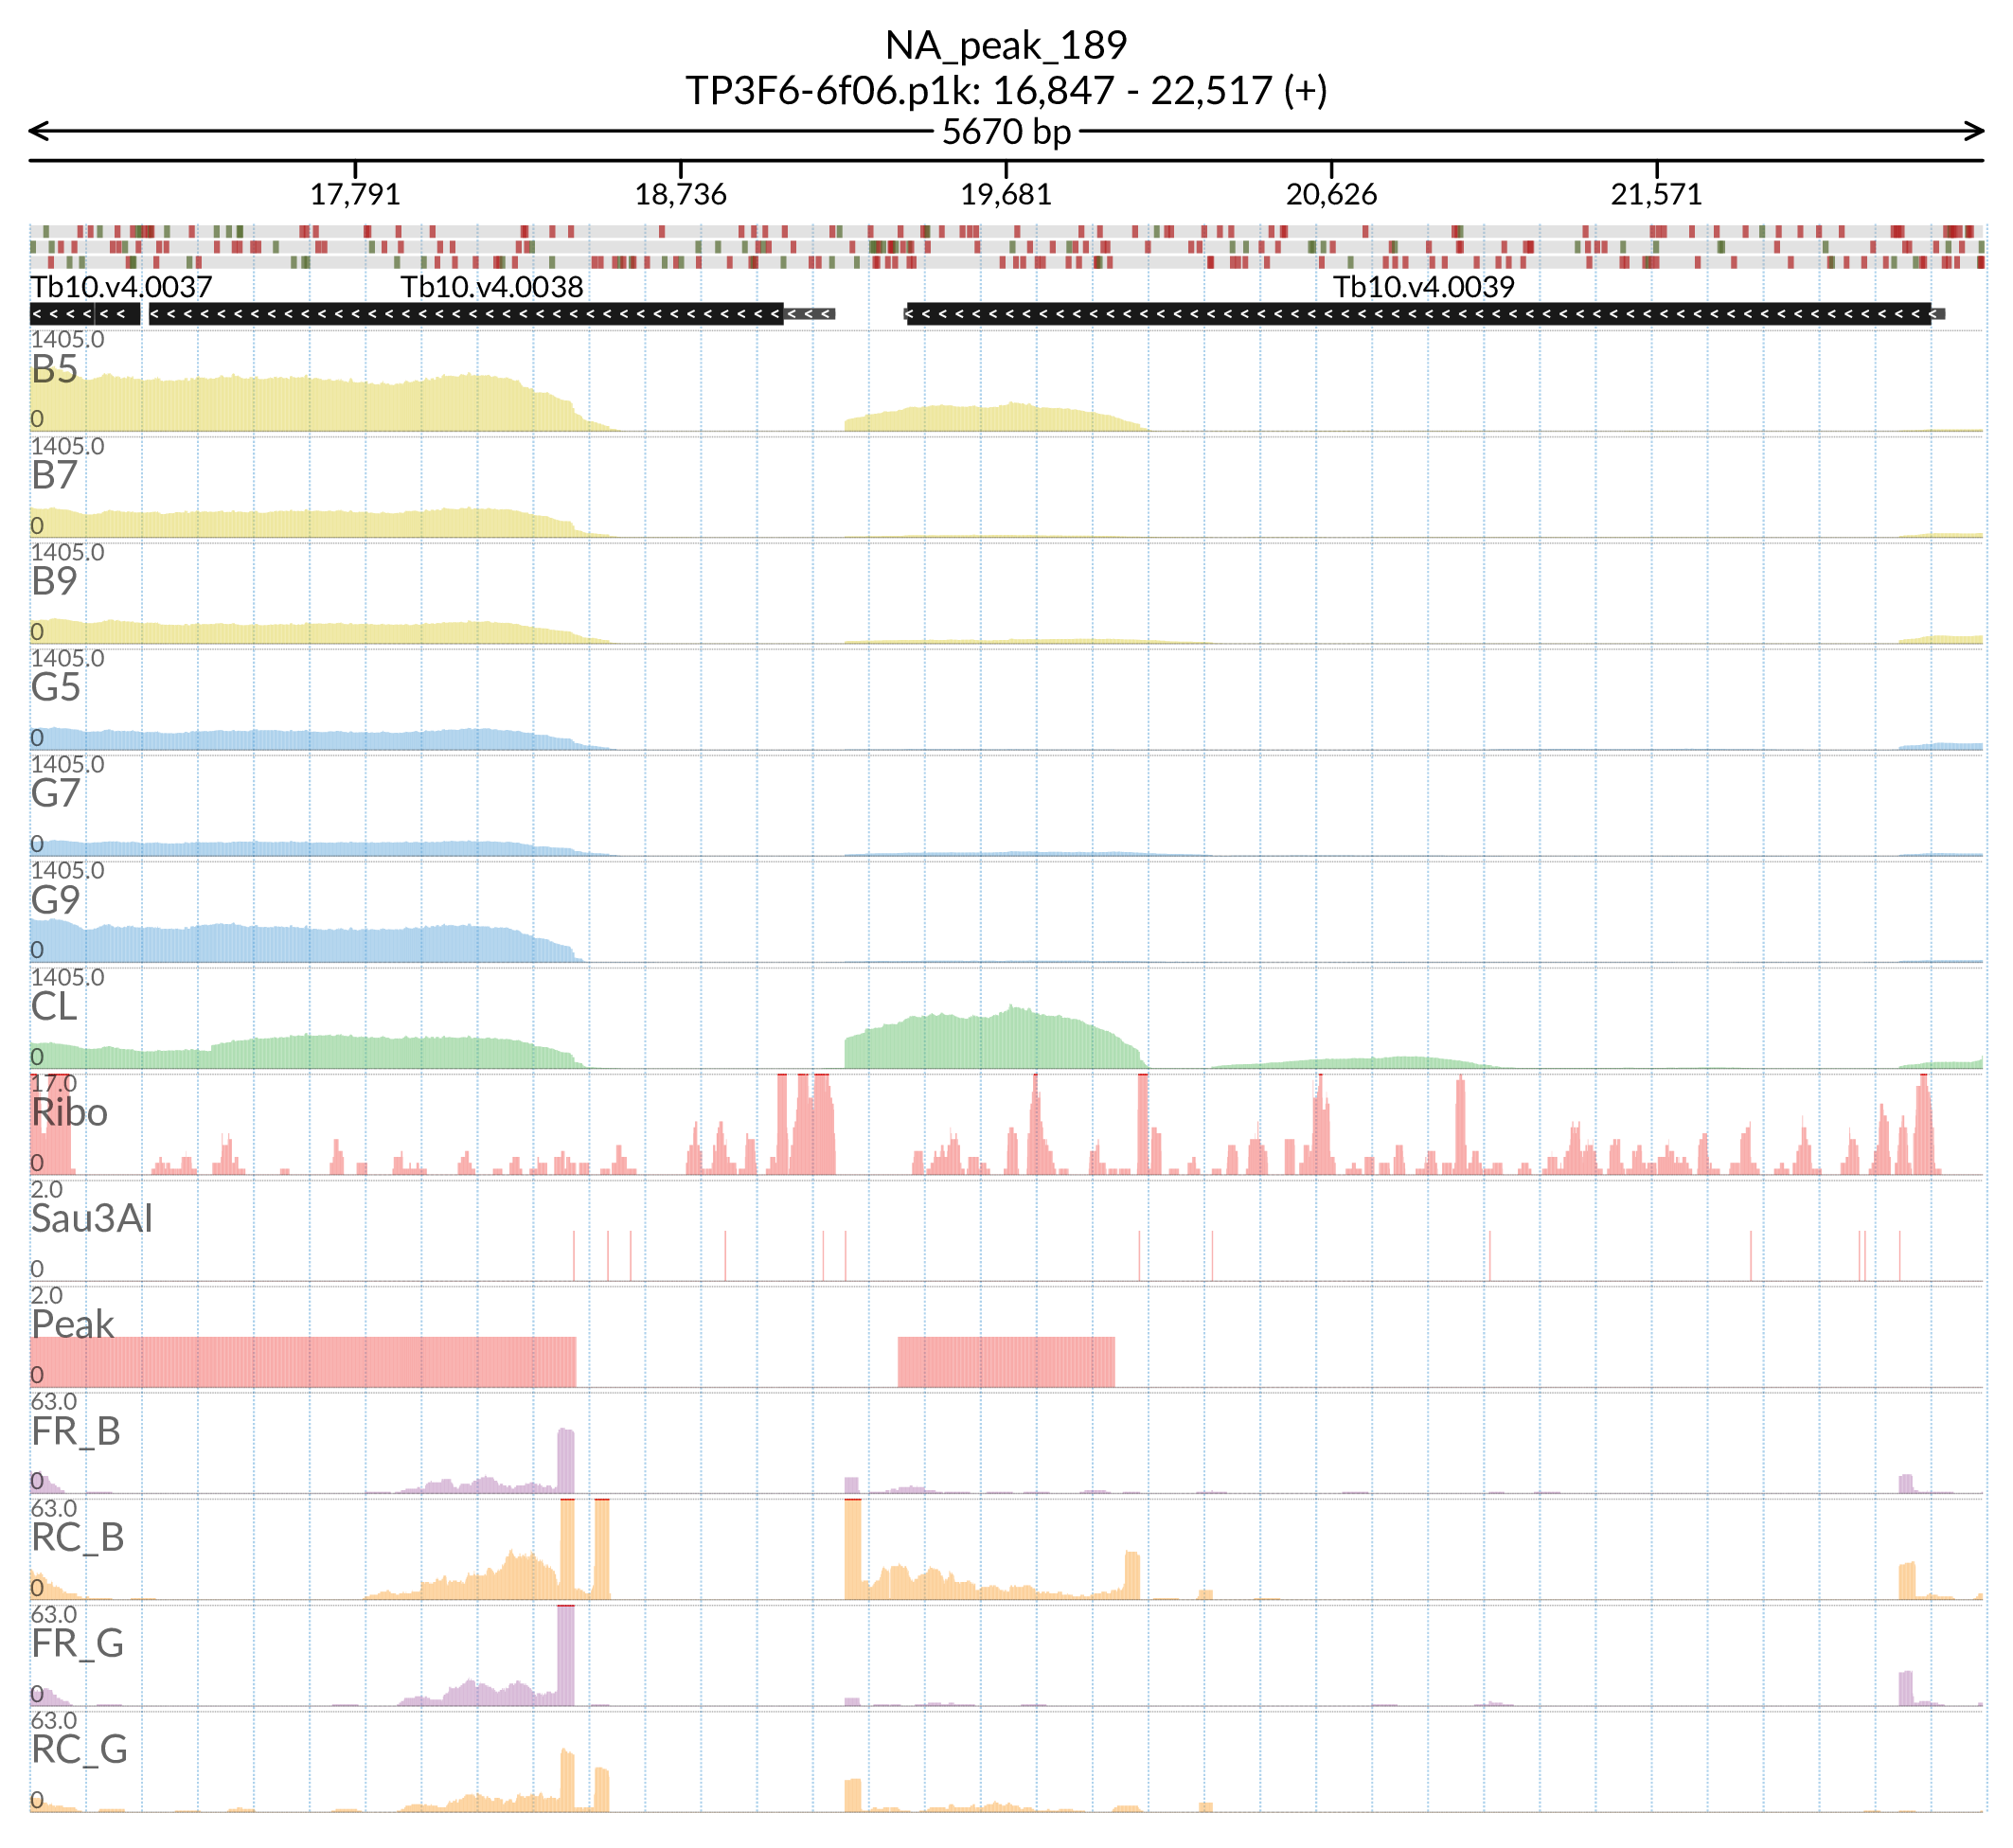 NA_peak_189
TP3F6-6f06.p1k: 16,847 - 22,517 (+)
5670 bp
17,791 18,736 19,681 20,626 21,571
Tb10.v4.0037 Tb10.v4.0038 Tb10.v4.0039
1405.0
B5
0
1405.0
B7
0
1405.0
B9
0
1405.0
G5
0
1405.0
G7
0
1405.0
G9
0
1405.0
CL
0
17.0
Ribo
0
2.0
Sau3AI
0
2.0
Peak
0
63.0
FR_B
0
63.0
RC_B
0
63.0
FR_G
0
63.0
RC_G
0